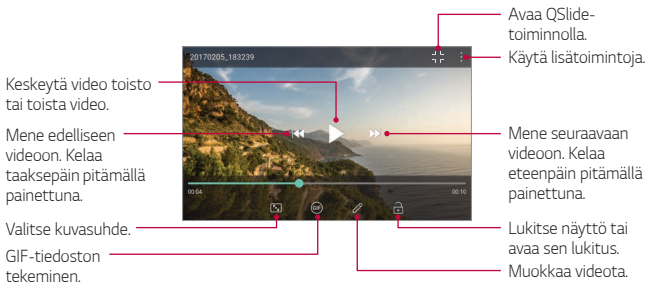 Avaa QSlide-
toiminnolla.
Käytä lisätoimintoja.
20170205_183239
Keskeytä video toisto
tai toista video.
Mene edelliseen
videoon. Kelaa
taaksepäin pitämällä
painettuna.
Mene seuraavaan
videoon. Kelaa
eteenpäin pitämällä
painettuna.
00:04
00:10
GIF
Valitse kuvasuhde.
GIF-tiedoston
tekeminen.
Lukitse näyttö tai
avaa sen lukitus.
Muokkaa videota.